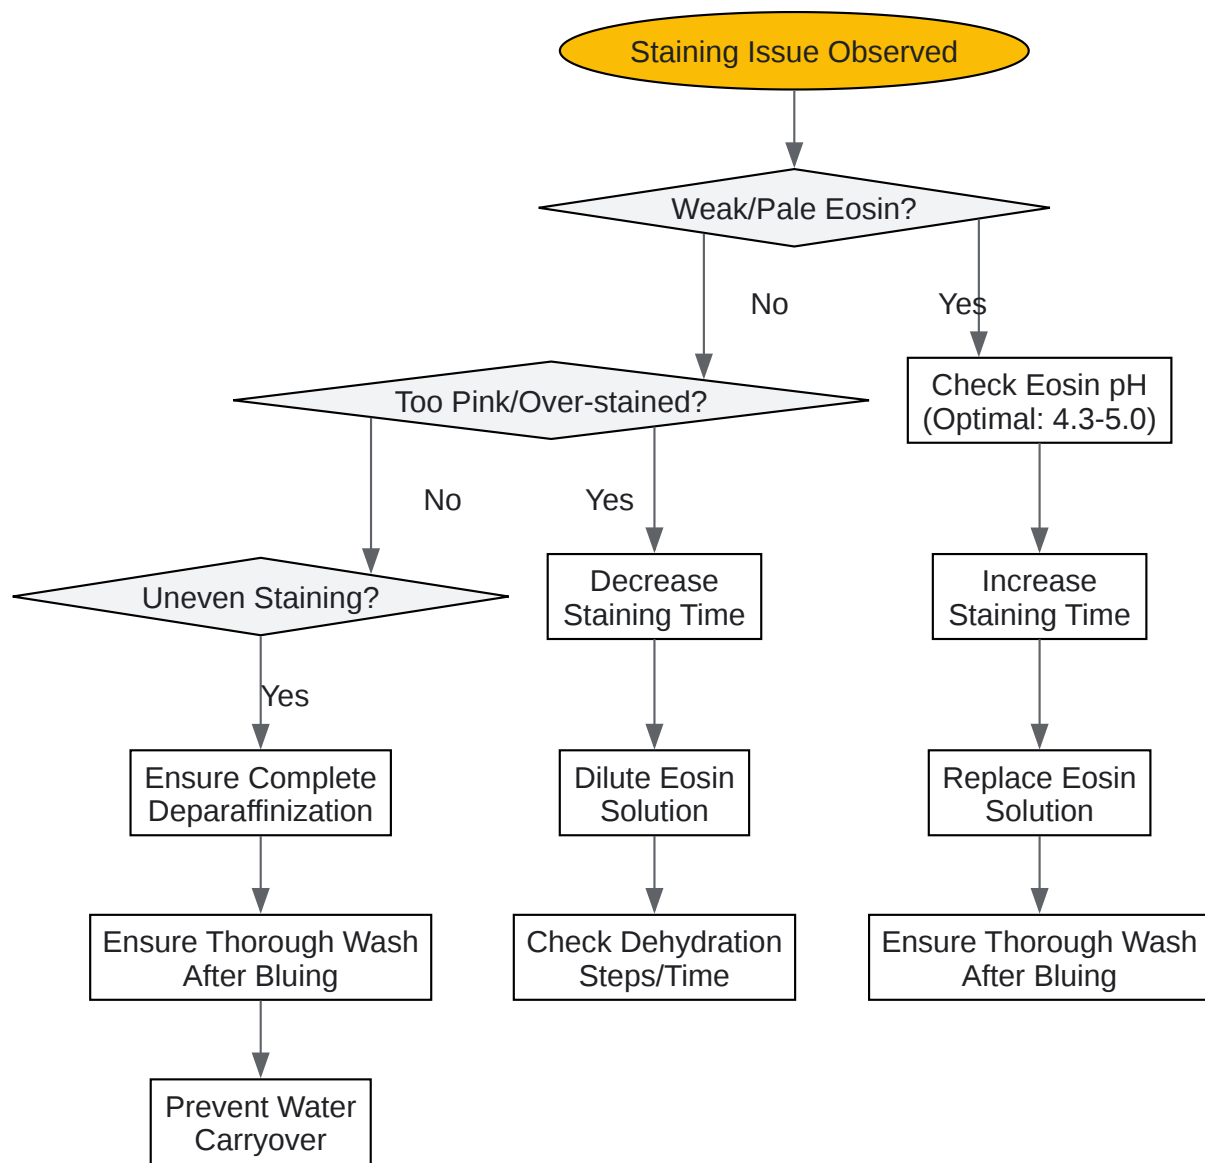 Staining Issue Observed
Weak/Pale Eosin?
No
Yes
Too Pink/Over-stained?
Check Eosin pH
(Optimal: 4.3-5.0)
No
Yes
Uneven Staining?
Decrease
Staining Time
Increase
Staining Time
Yes
Ensure Complete
Deparaffinization
Dilute Eosin
Solution
Replace Eosin
Solution
Ensure Thorough Wash
After Bluing
Check Dehydration
Steps/Time
Ensure Thorough Wash
After Bluing
Prevent Water
Carryover